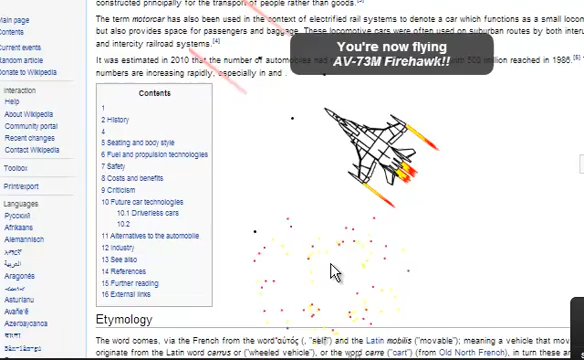 constructed principally for the transport of people rather than goods.
The term motorcar has also been used in the context of electrified rail systems to denote a car which functions as a small
but also provides space for passengers and baggage. These locomotive cars were often used on suburban routes by both
and intercity railroad systems.[4]
It was estimated in 2010 that the number of automobiles had reached in 1986.
numbers are increasing rapidly, especially in and .
You're now flying
AV-73M Firehawk!!
Main page
Contents
Current events
Random article
Donate to Wikipedia
Interaction
Help
About Wikipedia
Community portal
Recent changes
Contact Wikipedia
Toolbox
Print/export
Languages
Русский
Afrikaans
Alemannisch
አማርኛ
العربية
Aragonés
Asturianu
Azərbaycanca
Contents
1
2 History
4
5 Seating and body style
6 Fuel and propulsion technologies
7 Safety
8 Costs and benefits
9 Criticism
10 Future car technologies
10.1 Driverless cars
10.2
11 Alternatives to the automobile
12 Industry
13 See also
14 References
15 Further reading
16 External links
Etymology
The word comes, via the French from the word αὐτός (, "self") and the Latin mobilis ("movable"); meaning a vehicle that
originate from the Latin word carrus or ("wheeled vehicle"), or the word carre ("cart") (from Old North French), in turn these are